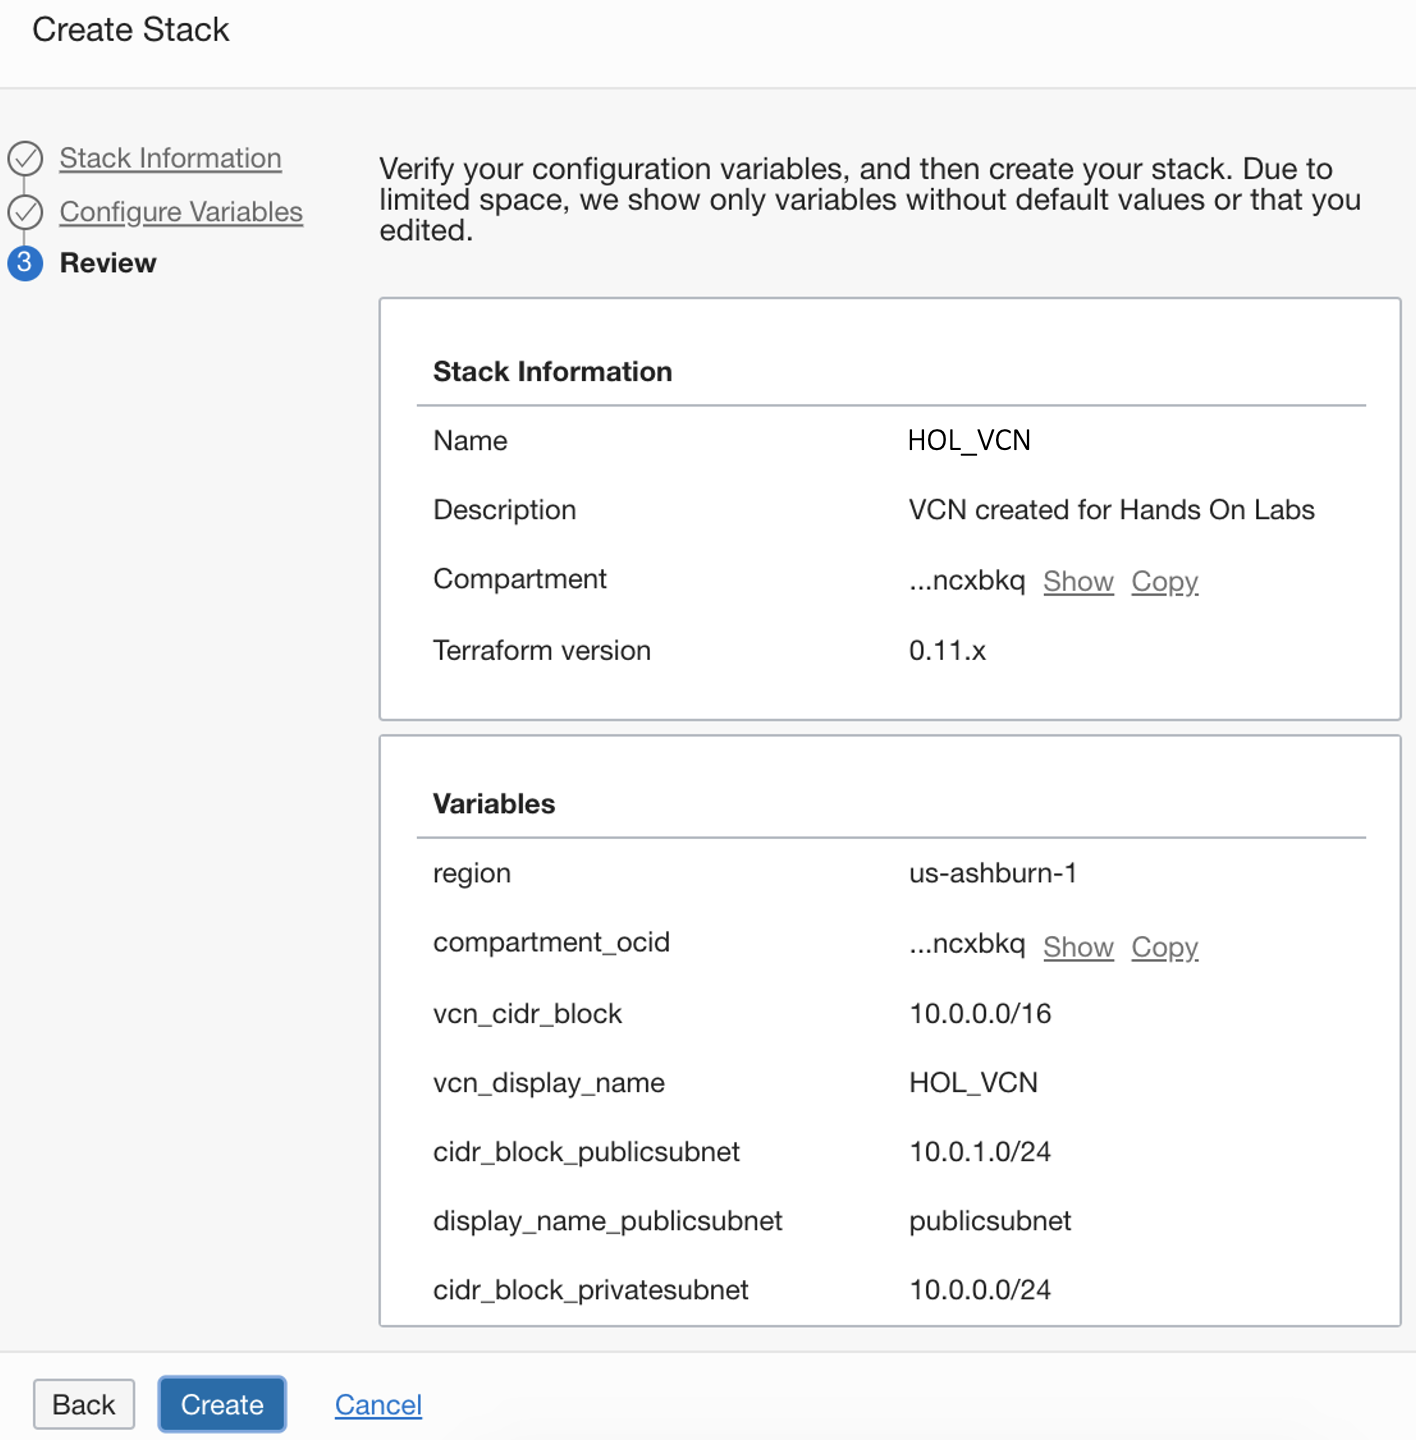 Create Stack
Stack Information
Configure Variables
3 Review
Verify your configuration variables, and then create your stack. Due to
limited space, we show only variables without default values or that you
edited.
Stack Information
Name HOL_VCN
Description VCN created for Hands On Labs
Compartment ...ncxbkq Show Copy
Terraform version 0.11.x
Variables
region us-ashburn-1
compartment_ocid ...ncxbkq Show Copy
vcn_cidr_block 10.0.0.0/16
vcn_display_name HOL_VCN
cidr_block_publicsubnet 10.0.1.0/24
display_name_publicsubnet publicsubnet
cidr_block_privatesubnet 10.0.0.0/24
Back Create Cancel